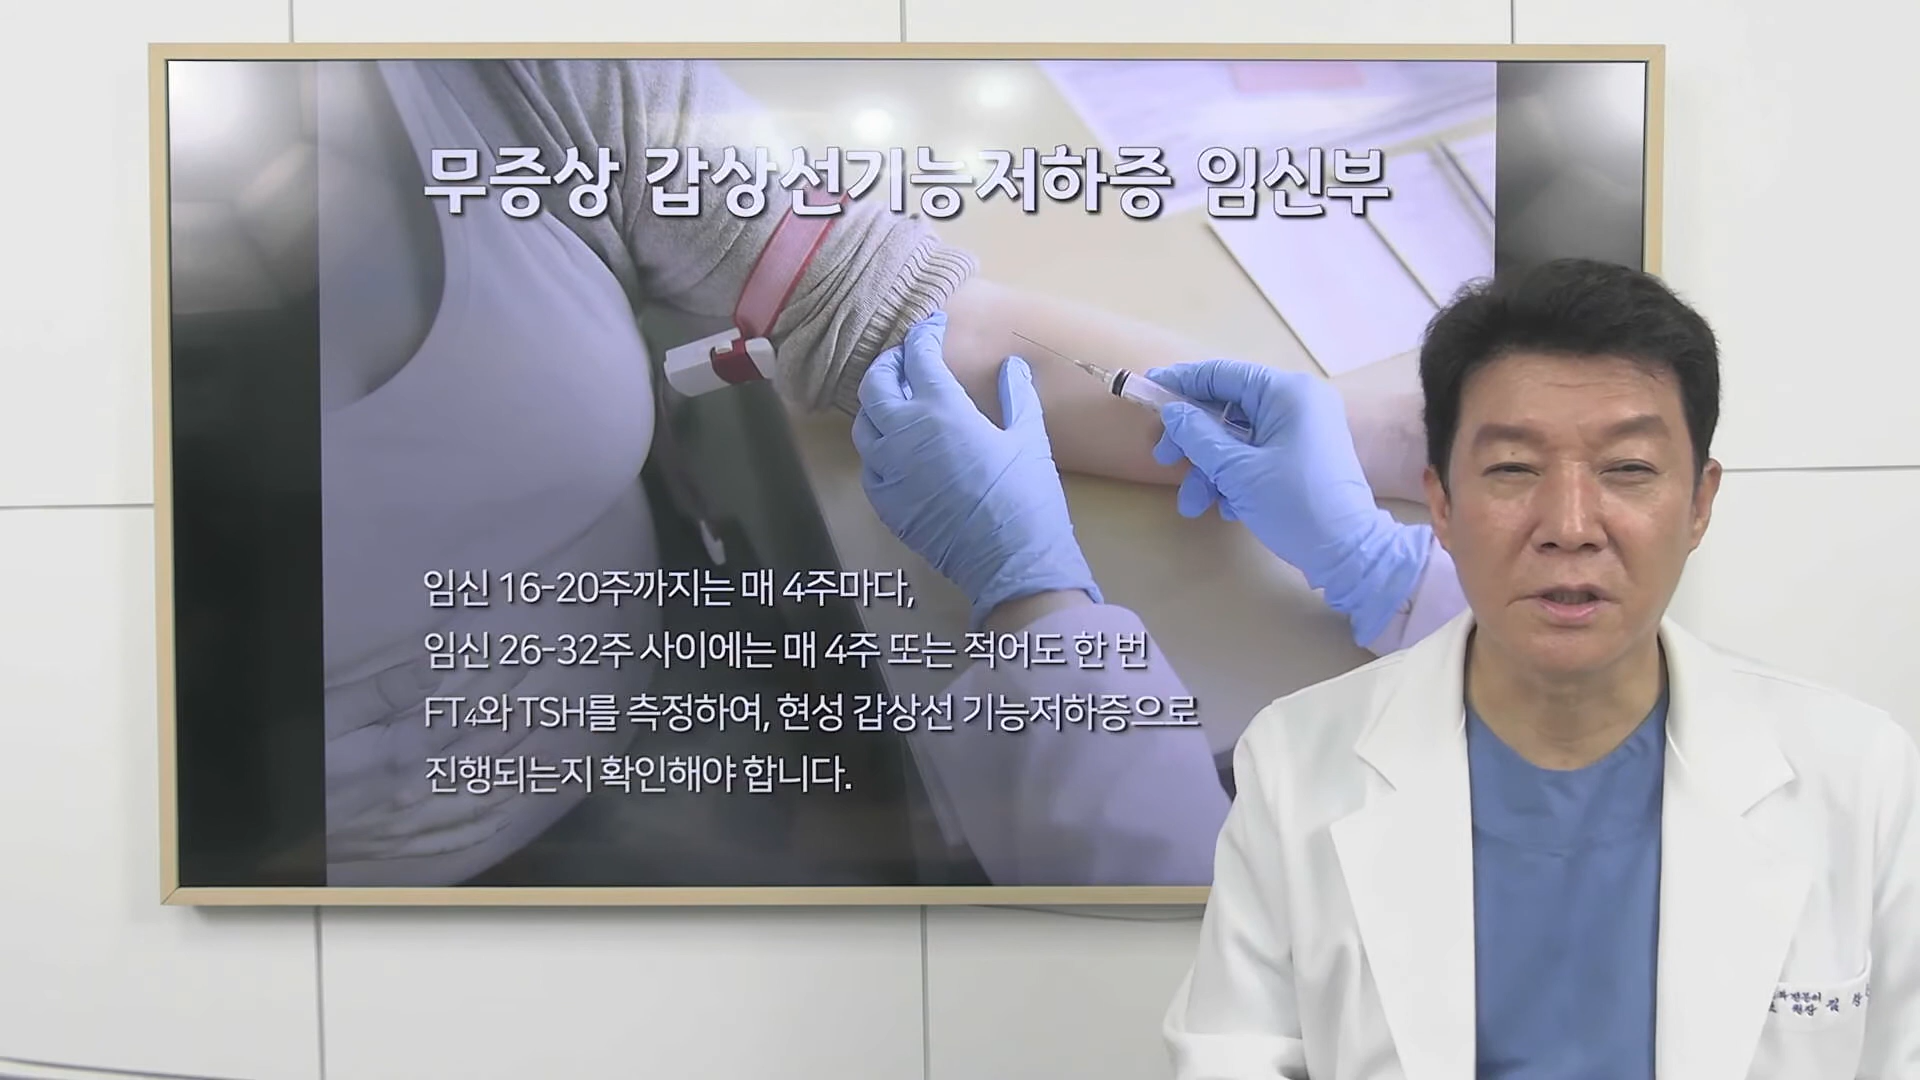 무증상 갑상선기능저하증 임신부
임신 16-20주까지는 매 4주마다,
임신 26-32주 사이에는 매 4주 또는 적어도 한 번
FT₄와 TSH를 측정하여, 현성 갑상선 기능저하증으로
진행되는지 확인해야 합니다.
원장